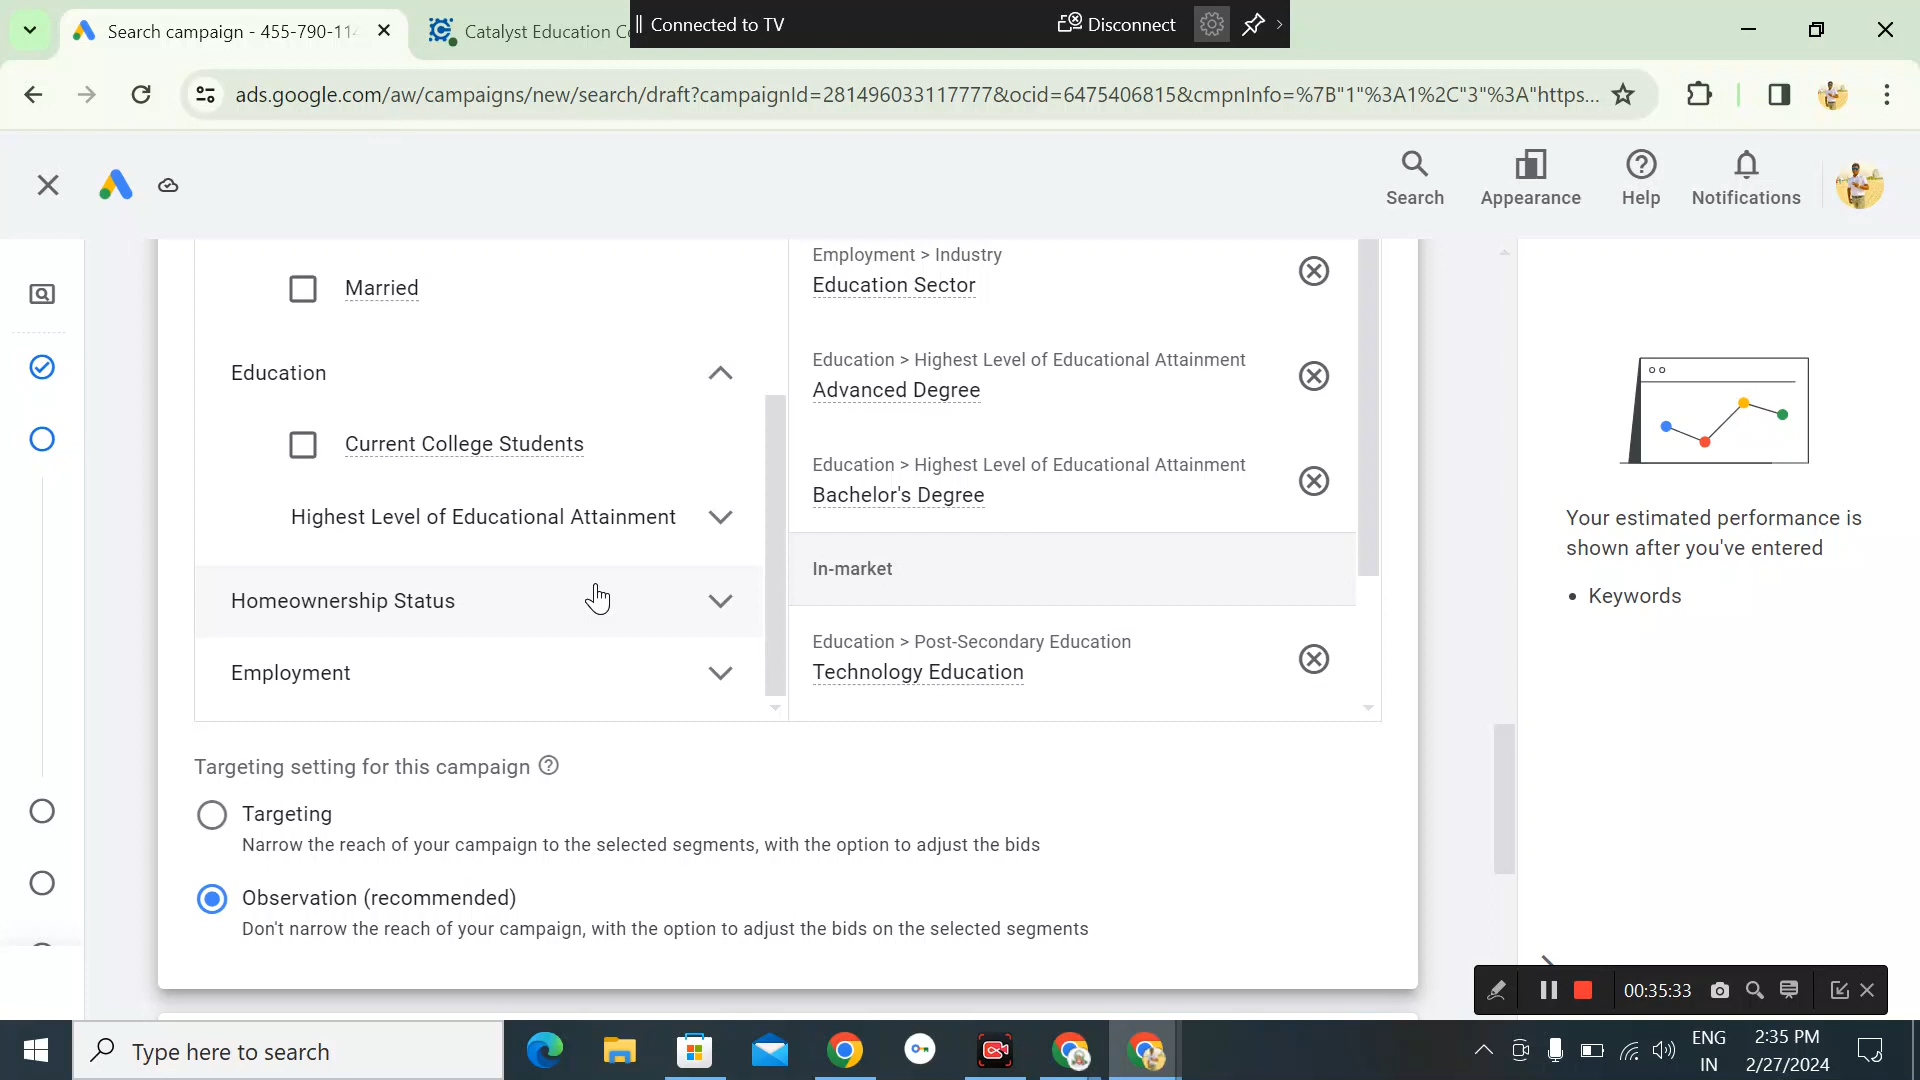 Search campaign - 455-790-114
Catalyst Education C
Connected to TV
Disconnect
ads.google.com/aw/campaigns/new/search/draft?campaignId=281496033117777&ocid=6475406815&cmpnInfo=%7B"1"%3A1%2C"3"%3A"https...
Search
Appearance
Help
Notifications
Married
Education
Current College Students
Highest Level of Educational Attainment
Homeownership Status
Employment
Employment > Industry
Education Sector
Education > Highest Level of Educational Attainment
Advanced Degree
Education > Highest Level of Educational Attainment
Bachelor's Degree
In-market
Education > Post-Secondary Education
Technology Education
Targeting setting for this campaign
Targeting
Narrow the reach of your campaign to the selected segments, with the option to adjust the bids
Observation (recommended)
Don't narrow the reach of your campaign, with the option to adjust the bids on the selected segments
Your estimated performance is
shown after you've entered
• Keywords
00:35:33
Type here to search
ENG
IN
2:35 PM
2/27/2024